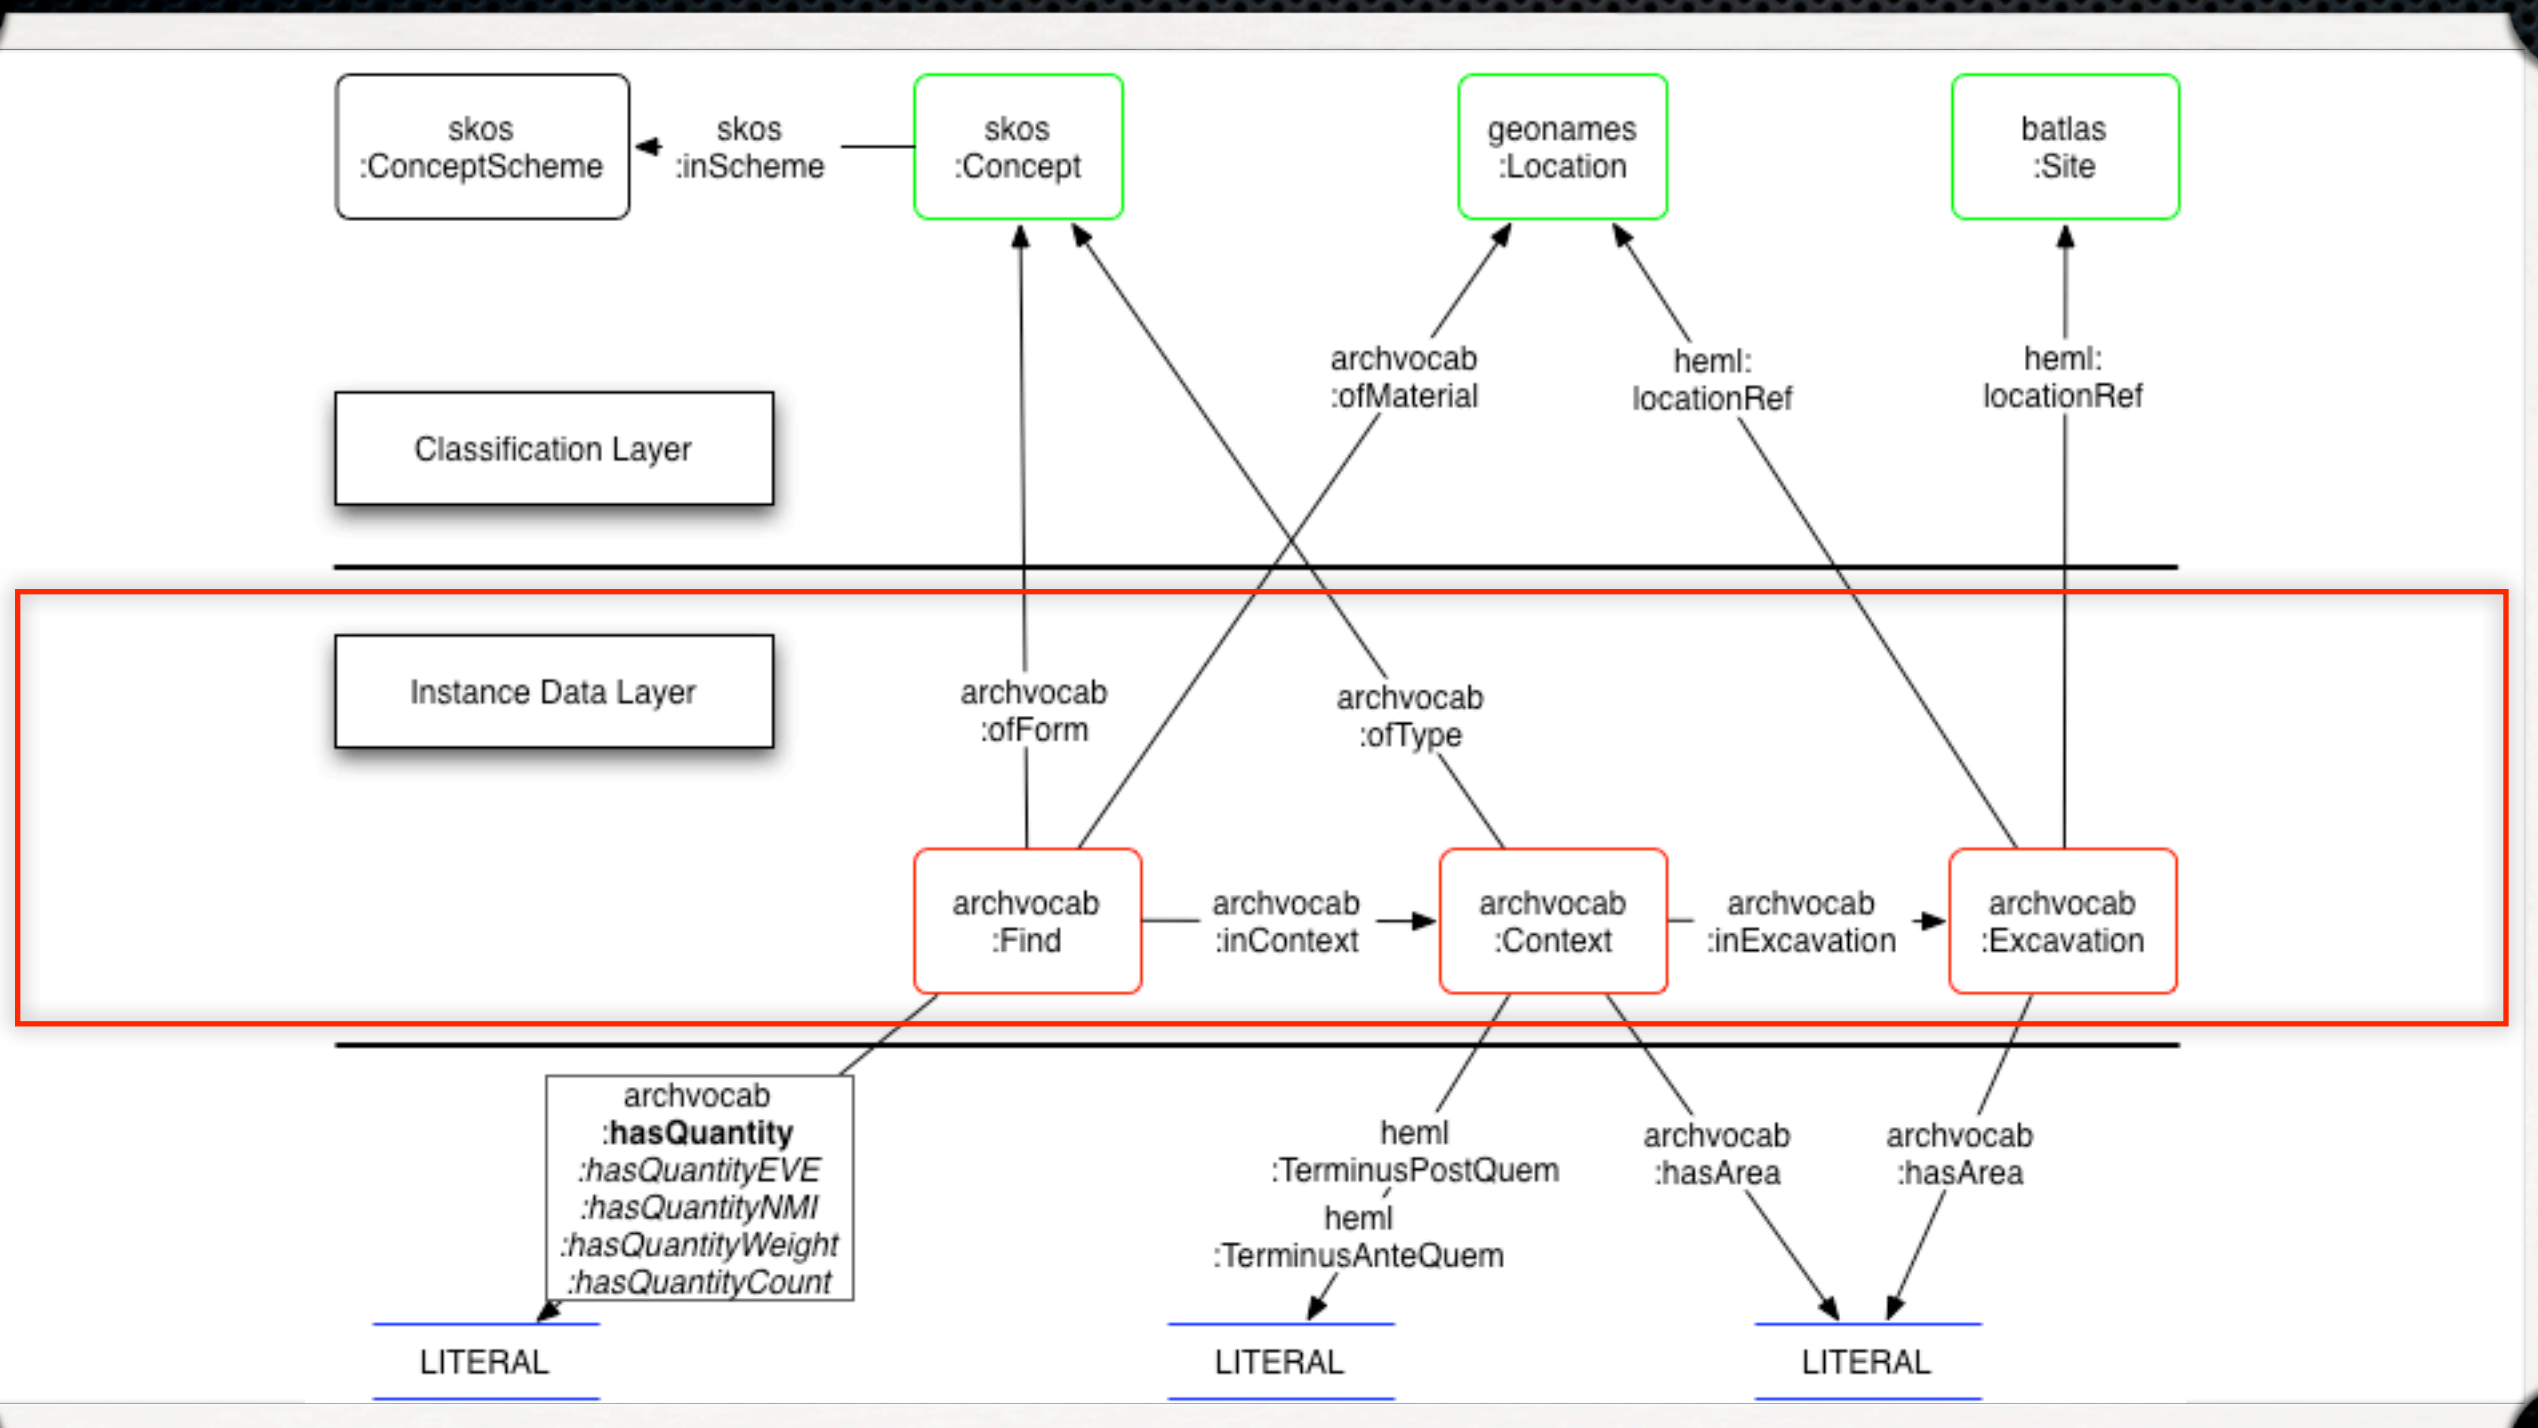 skos
:ConceptScheme
skos
:inScheme
skos
:Concept
geonames
:Location
batlas
:Site
archvocab
:ofMaterial
heml:
locationRef
heml:
locationRef
Classification Layer
Instance Data Layer
archvocab
:ofForm
archvocab
:ofType
archvocab
:Find
archvocab
:inContext
archvocab
:Context
archvocab
:inExcavation
archvocab
:Excavation
archvocab
:hasQuantity
:hasQuantityEVE
:hasQuantityNMI
:hasQuantityWeight
:hasQuantityCount
heml
:TerminusPostQuem
heml
:TerminusAnteQuem
archvocab
:hasArea
archvocab
:hasArea
LITERAL
LITERAL
LITERAL